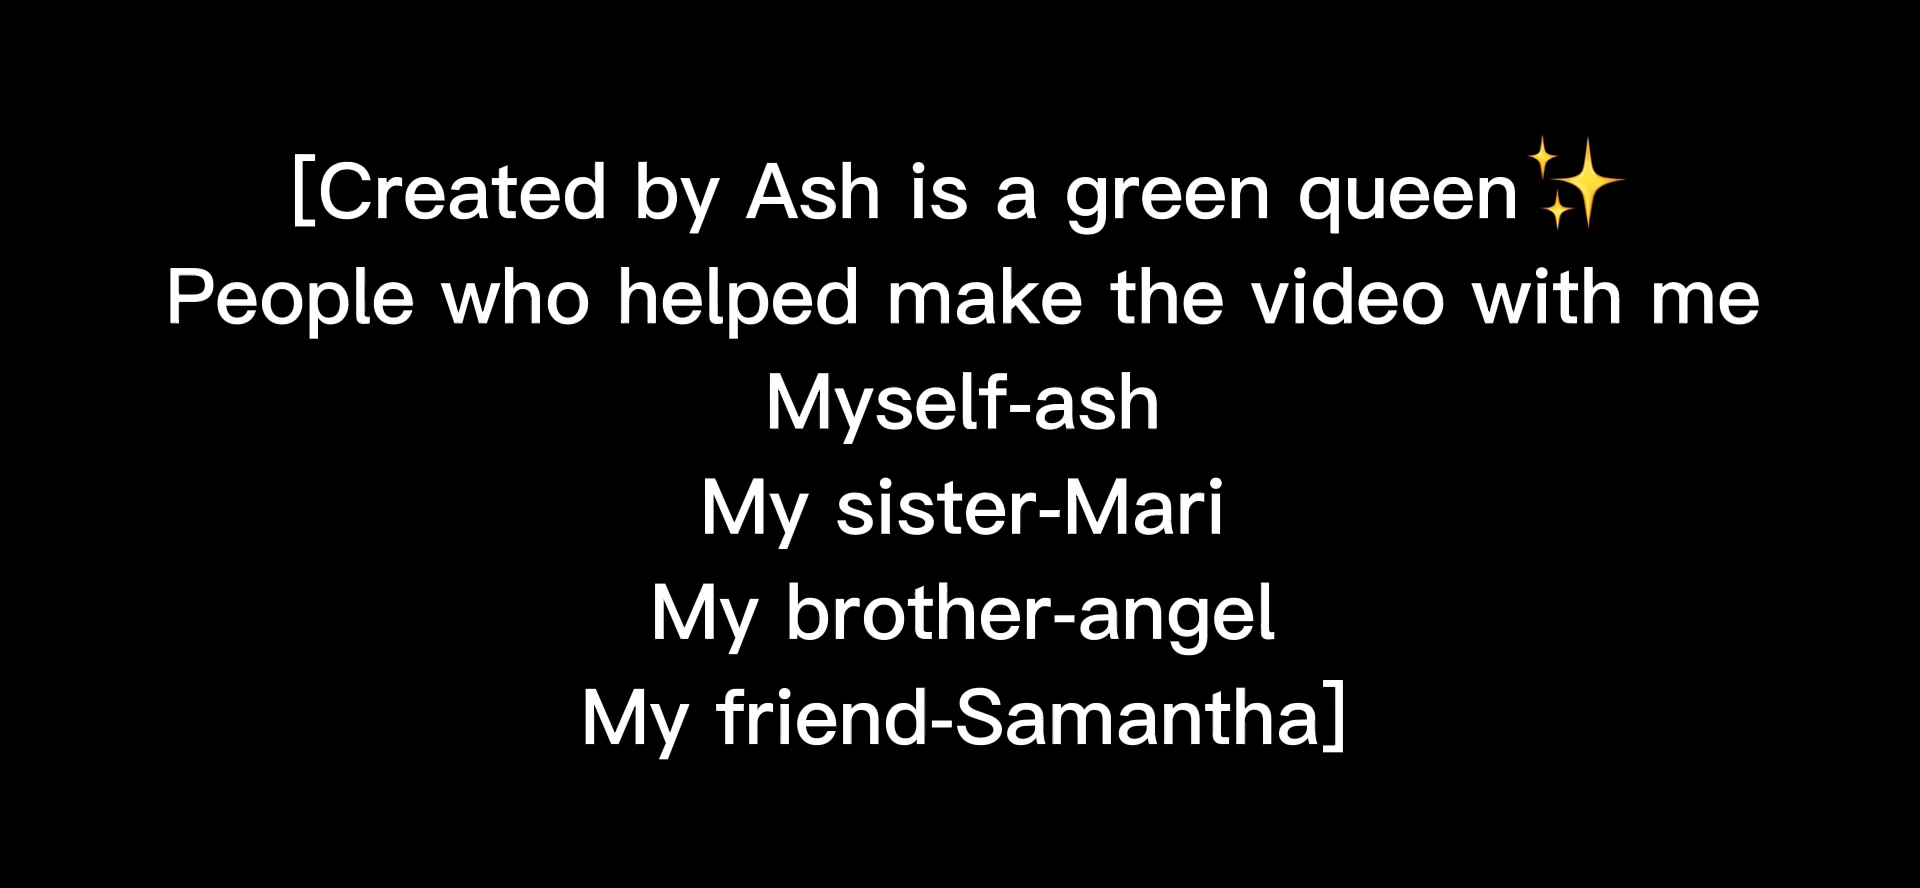 [Created by Ash is a green queen✨
People who helped make the video with me
Myself-ash
My sister-Mari
My brother-angel
My friend-Samantha]